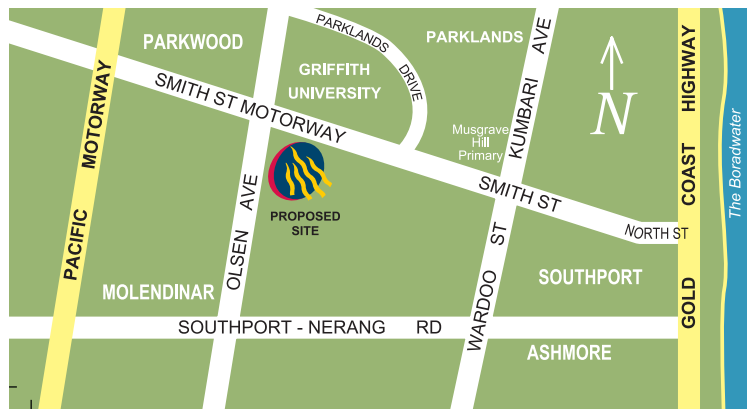 PARKWOOD
PARKLANDS DRIVE
PARKLANDS
KUMBARI AVE
GOLD COAST HIGHWAY
The Boradwater
N
GRIFFITH
UNIVERSITY
PACIFIC MOTORWAY
SMITH ST MOTORWAY
Musgrave
Hill
Primary
SMITH ST
OLSEN AVE
PROPOSED
SITE
NORTH ST
WARDOO ST
MOLENDINAR
SOUTHPORT
SOUTHPORT - NERANG RD
ASHMORE